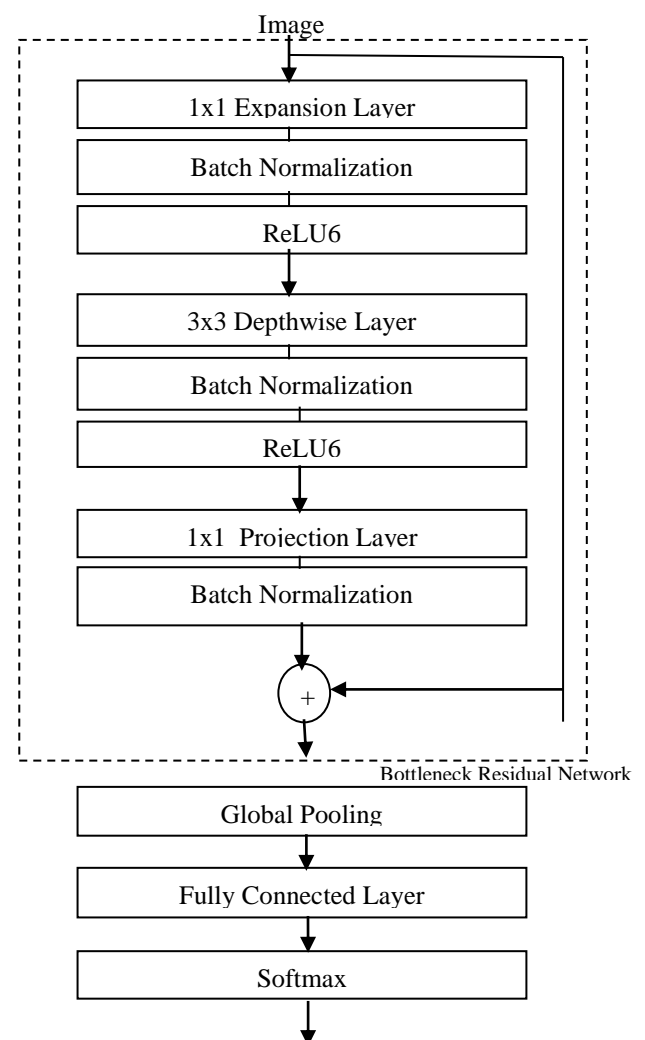 Image
1x1 Expansion Layer
Batch Normalization
ReLU6
3x3 Depthwise Layer
Batch Normalization
ReLU6
1x1 Projection Layer
Batch Normalization
+
Bottleneck Residual Network
Global Pooling
Fully Connected Layer
Softmax